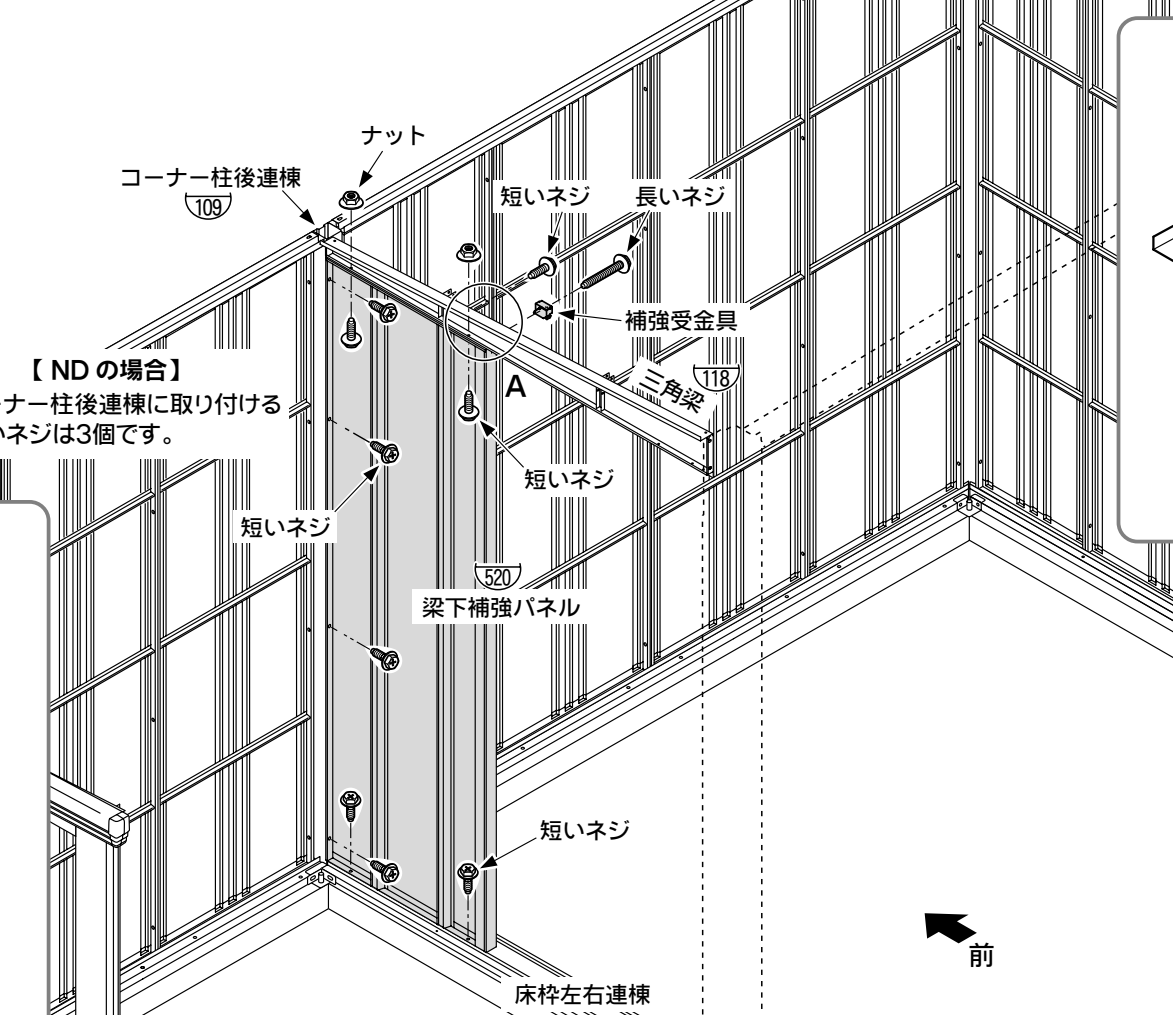 ナット
コーナー柱後連棟
109
短いネジ
長いネジ
補強受金具
【 ND の場合】
ナー柱後連棟に取り付ける
ネジは3個です。
三角梁
118
A
短いネジ
短いネジ
520
梁下補強パネル
短いネジ
前
床枠左右連棟